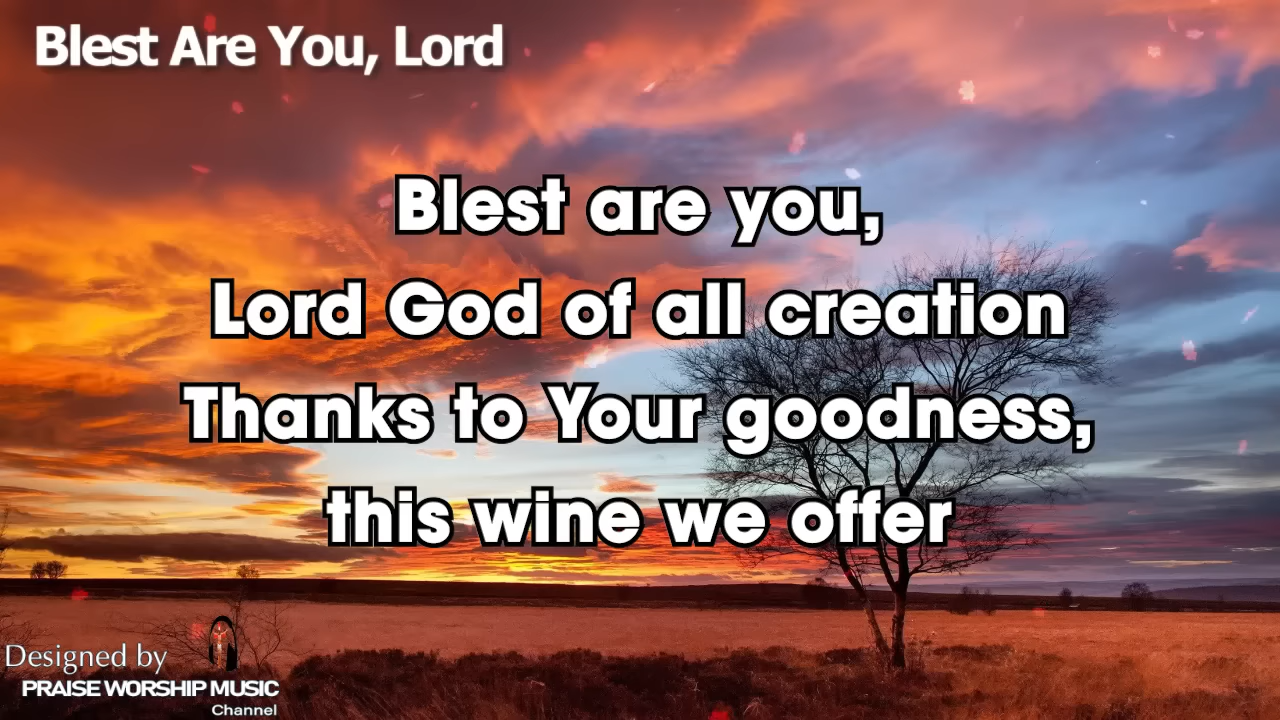 Blest Are You, Lord
Blest are you,
Lord God of all creation
Thanks to Your goodness,
this wine we offer
Designed by
PRAISE WORSHIP MUSIC
Channel